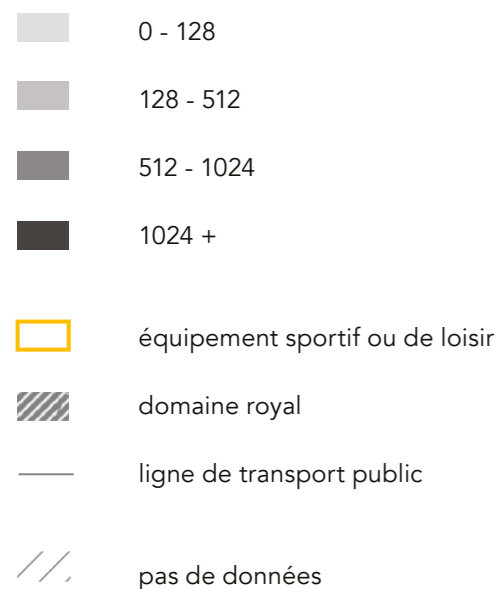 0 - 128
128 - 512
512 - 1024
1024 +
équipement sportif ou de loisir
domaine royal
ligne de transport public
pas de données